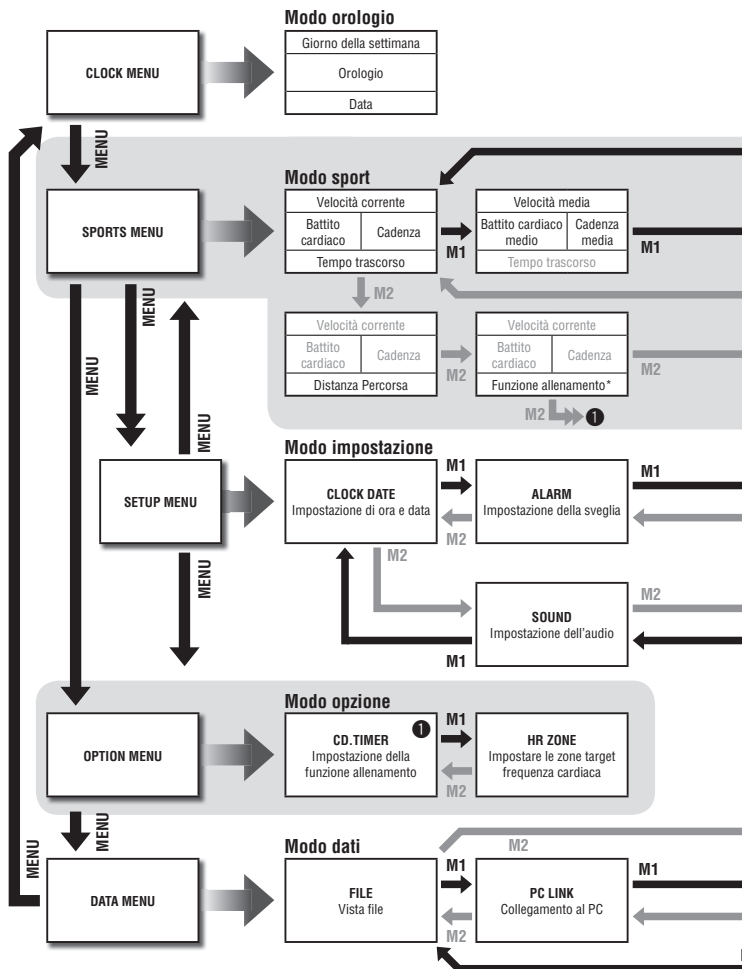 Modo orologio
CLOCK MENU
Giorno della settimana
Orologio
Data
MENU
Modo sport
SPORTS MENU
Velocità corrente
Battito
cardiaco
Cadenza
Tempo trascorso
M1
Velocità media
Battito cardiaco
medio
Cadenza
media
Tempo trascorso
M1
M2
Velocità corrente
Battito
cardiaco
Cadenza
Distanza Percorsa
M2
Velocità corrente
Battito
cardiaco
Cadenza
Funzione allenamento*
M2
M2
1
MENU
MENU
MENU
Modo impostazione
SETUP MENU
CLOCK DATE
Impostazione di ora e data
M1
M2
ALARM
Impostazione della sveglia
M1
M2
SOUND
Impostazione dell'audio
M2
M1
MENU
Modo opzione
OPTION MENU
CD.TIMER
1
Impostazione della
funzione allenamento
M1
M2
HR ZONE
Impostare le zone target
frequenza cardiaca
MENU
MENU
Modo dati
DATA MENU
FILE
Vista file
M2
M1
M2
PC LINK
Collegamento al PC
M1